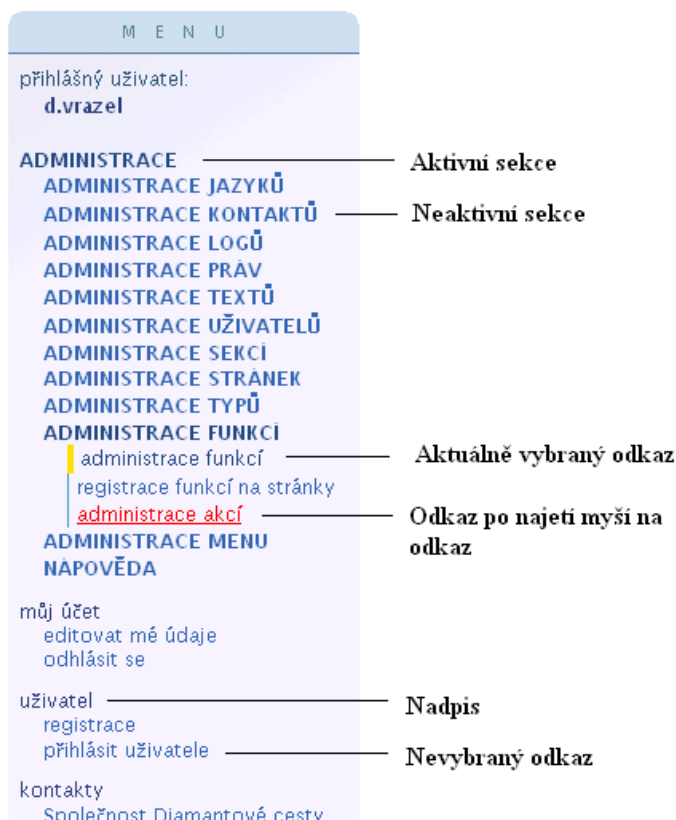 M E N U
přihlášný uživatel:
d.vrazel
ADMINISTRACE
Aktivní sekce
ADMINISTRACE JAZYKŮ
ADMINISTRACE KONTAKTŮ
Neaktivní sekce
ADMINISTRACE LOGŮ
ADMINISTRACE PRÁV
ADMINISTRACE TEXTŮ
ADMINISTRACE UŽIVATELŮ
ADMINISTRACE SEKCÍ
ADMINISTRACE STRÁNEK
ADMINISTRACE TYPŮ
ADMINISTRACE FUNKCÍ
administrace funkcí
Aktuálně vybraný odkaz
registrace funkcí na stránky
administrace akcí
Odkaz po najetí myší na
odkaz
ADMINISTRACE MENU
NÁPOVĚDA
můj účet
editovat mé údaje
odhlásit se
uživatel
Nadpis
registrace
přihlásit uživatele
Nevybraný odkaz
kontakty
Společnost Diamantové cesty